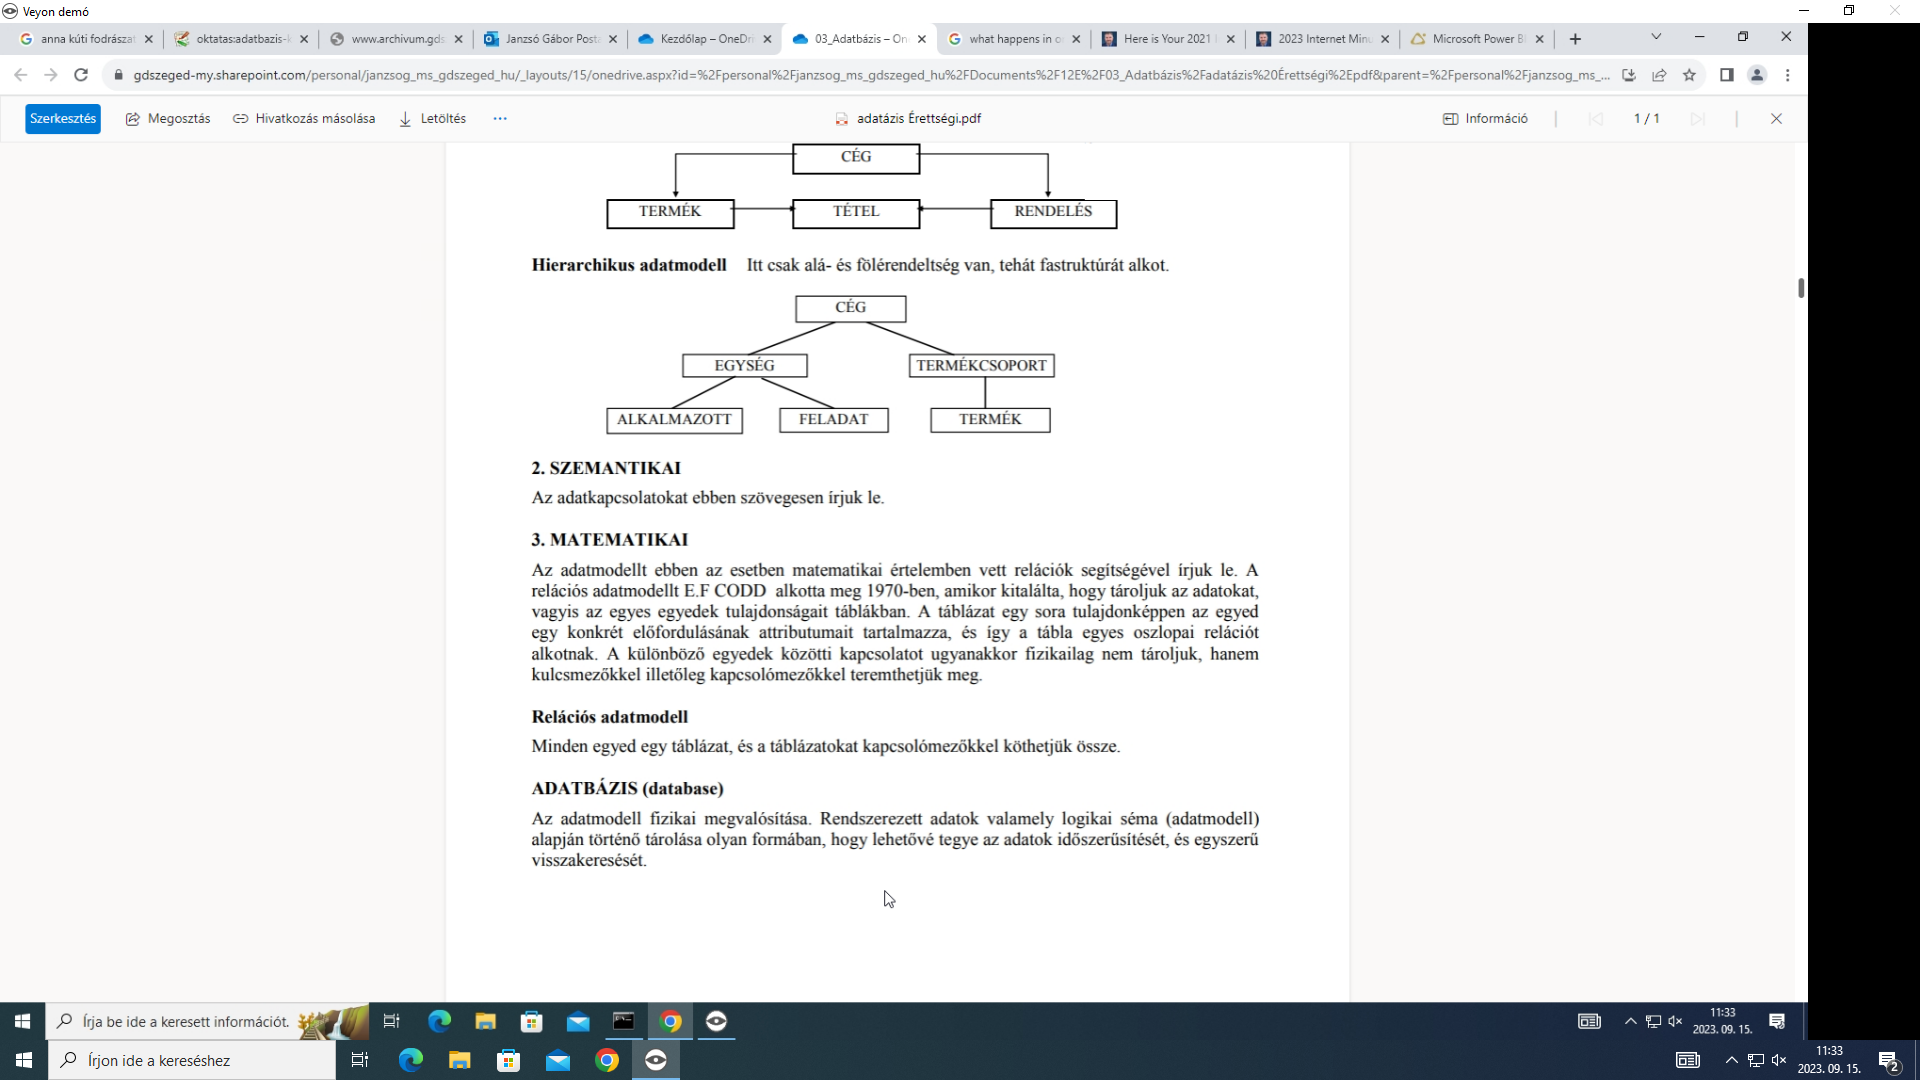 Veyon demó
anna kúti fodrászat
oktatas:adatbazis-k
www.archivum.gds
Janzsó Gábor Posta
Kezdőlap – OneDri
03_Adatbázis – On
what happens in o
Here is Your 2021 I
2023 Internet Minu
Microsoft Power B
gdszeged-my.sharepoint.com/personal/janzsog_ms_gdszeged_hu/_layouts/15/onedrive.aspx?id=%2Fpersonal%2Fjanzsog_ms_gdszeged_hu%2FDocuments%2F12E%2F03_Adatbázis%2Fadatázis%20Érettségi%2Epdf&parent=%2Fpersonal%2Fjanzsog_ms_...
Szerkesztés
Megosztás
Hivatkozás másolása
Letöltés
adatázis Érettségi.pdf
Információ
1 / 1
CÉG
TERMÉK
TÉTEL
RENDELÉS
Hierarchikus adatmodell Itt csak alá- és fölérendeltség van, tehát fastruktúrát alkot.
CÉG
EGYSÉG
TERMÉKCSOPORT
ALKALMAZOTT
FELADAT
TERMÉK
2. SZEMANTIKAI
Az adatkapcsolatokat ebben szövegesen írjuk le.
3. MATEMATIKAI
Az adatmodellt ebben az esetben matematikai értelemben vett relációk segítségével írjuk le. A
relációs adatmodellt E.F CODD alkotta meg 1970-ben, amikor kitalálta, hogy tároljuk az adatokat,
vagyis az egyes egyedek tulajdonságait táblákban. A táblázat egy sora tulajdonképpen az egyed
egy konkrét előfordulásának attributumait tartalmazza, és így a tábla egyes oszlopai relációt
alkotnak. A különböző egyedek közötti kapcsolatot ugyanakkor fizikailag nem tároljuk, hanem
kulcsmezőkkel illetőleg kapcsolómezőkkel teremthetjük meg.
Relációs adatmodell
Minden egyed egy táblázat, és a táblázatokat kapcsolómezőkkel köthetjük össze.
ADATBÁZIS (database)
Az adatmodell fizikai megvalósítása. Rendszerezett adatok valamely logikai séma (adatmodell)
alapján történő tárolása olyan formában, hogy lehetővé tegye az adatok időszerűsítését, és egyszerű
visszakeresését.
Írja be ide a keresett információt.
11:33
2023. 09. 15.
Írjon ide a kereséshez
11:33
2023. 09. 15.
2